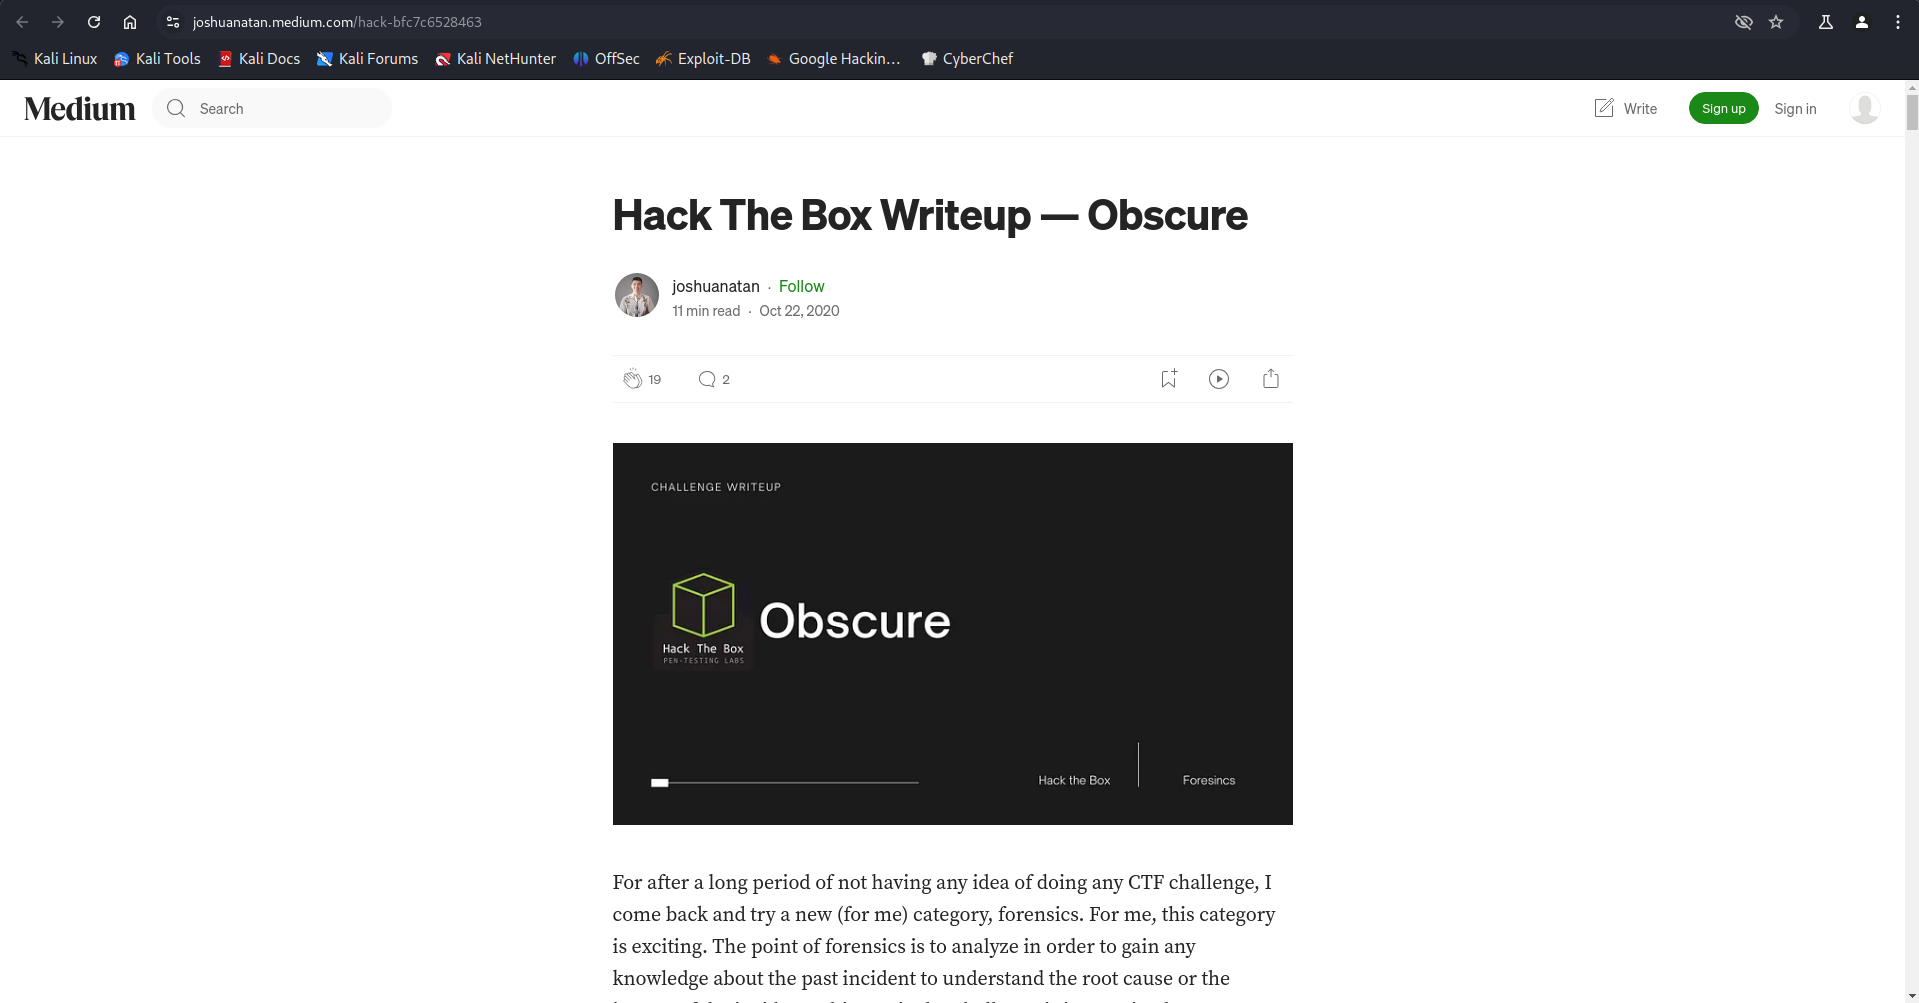 joshuanatan.medium.com/hack-bfc7c6528463
Kali Linux Kali Tools Kali Docs Kali Forums Kali NetHunter OffSec Exploit-DB Google Hackin… CyberChef
Medium Search Write Sign up Sign in
Hack The Box Writeup — Obscure
joshuanatan · Follow
11 min read · Oct 22, 2020
19 2
CHALLENGE WRITEUP
Obscure
Hack The Box
PEN-TESTING LABS
Hack the Box Foresincs
For after a long period of not having any idea of doing any CTF challenge, I
come back and try a new (for me) category, forensics. For me, this category
is exciting. The point of forensics is to analyze in order to gain any
knowledge about the past incident to understand the root cause or the